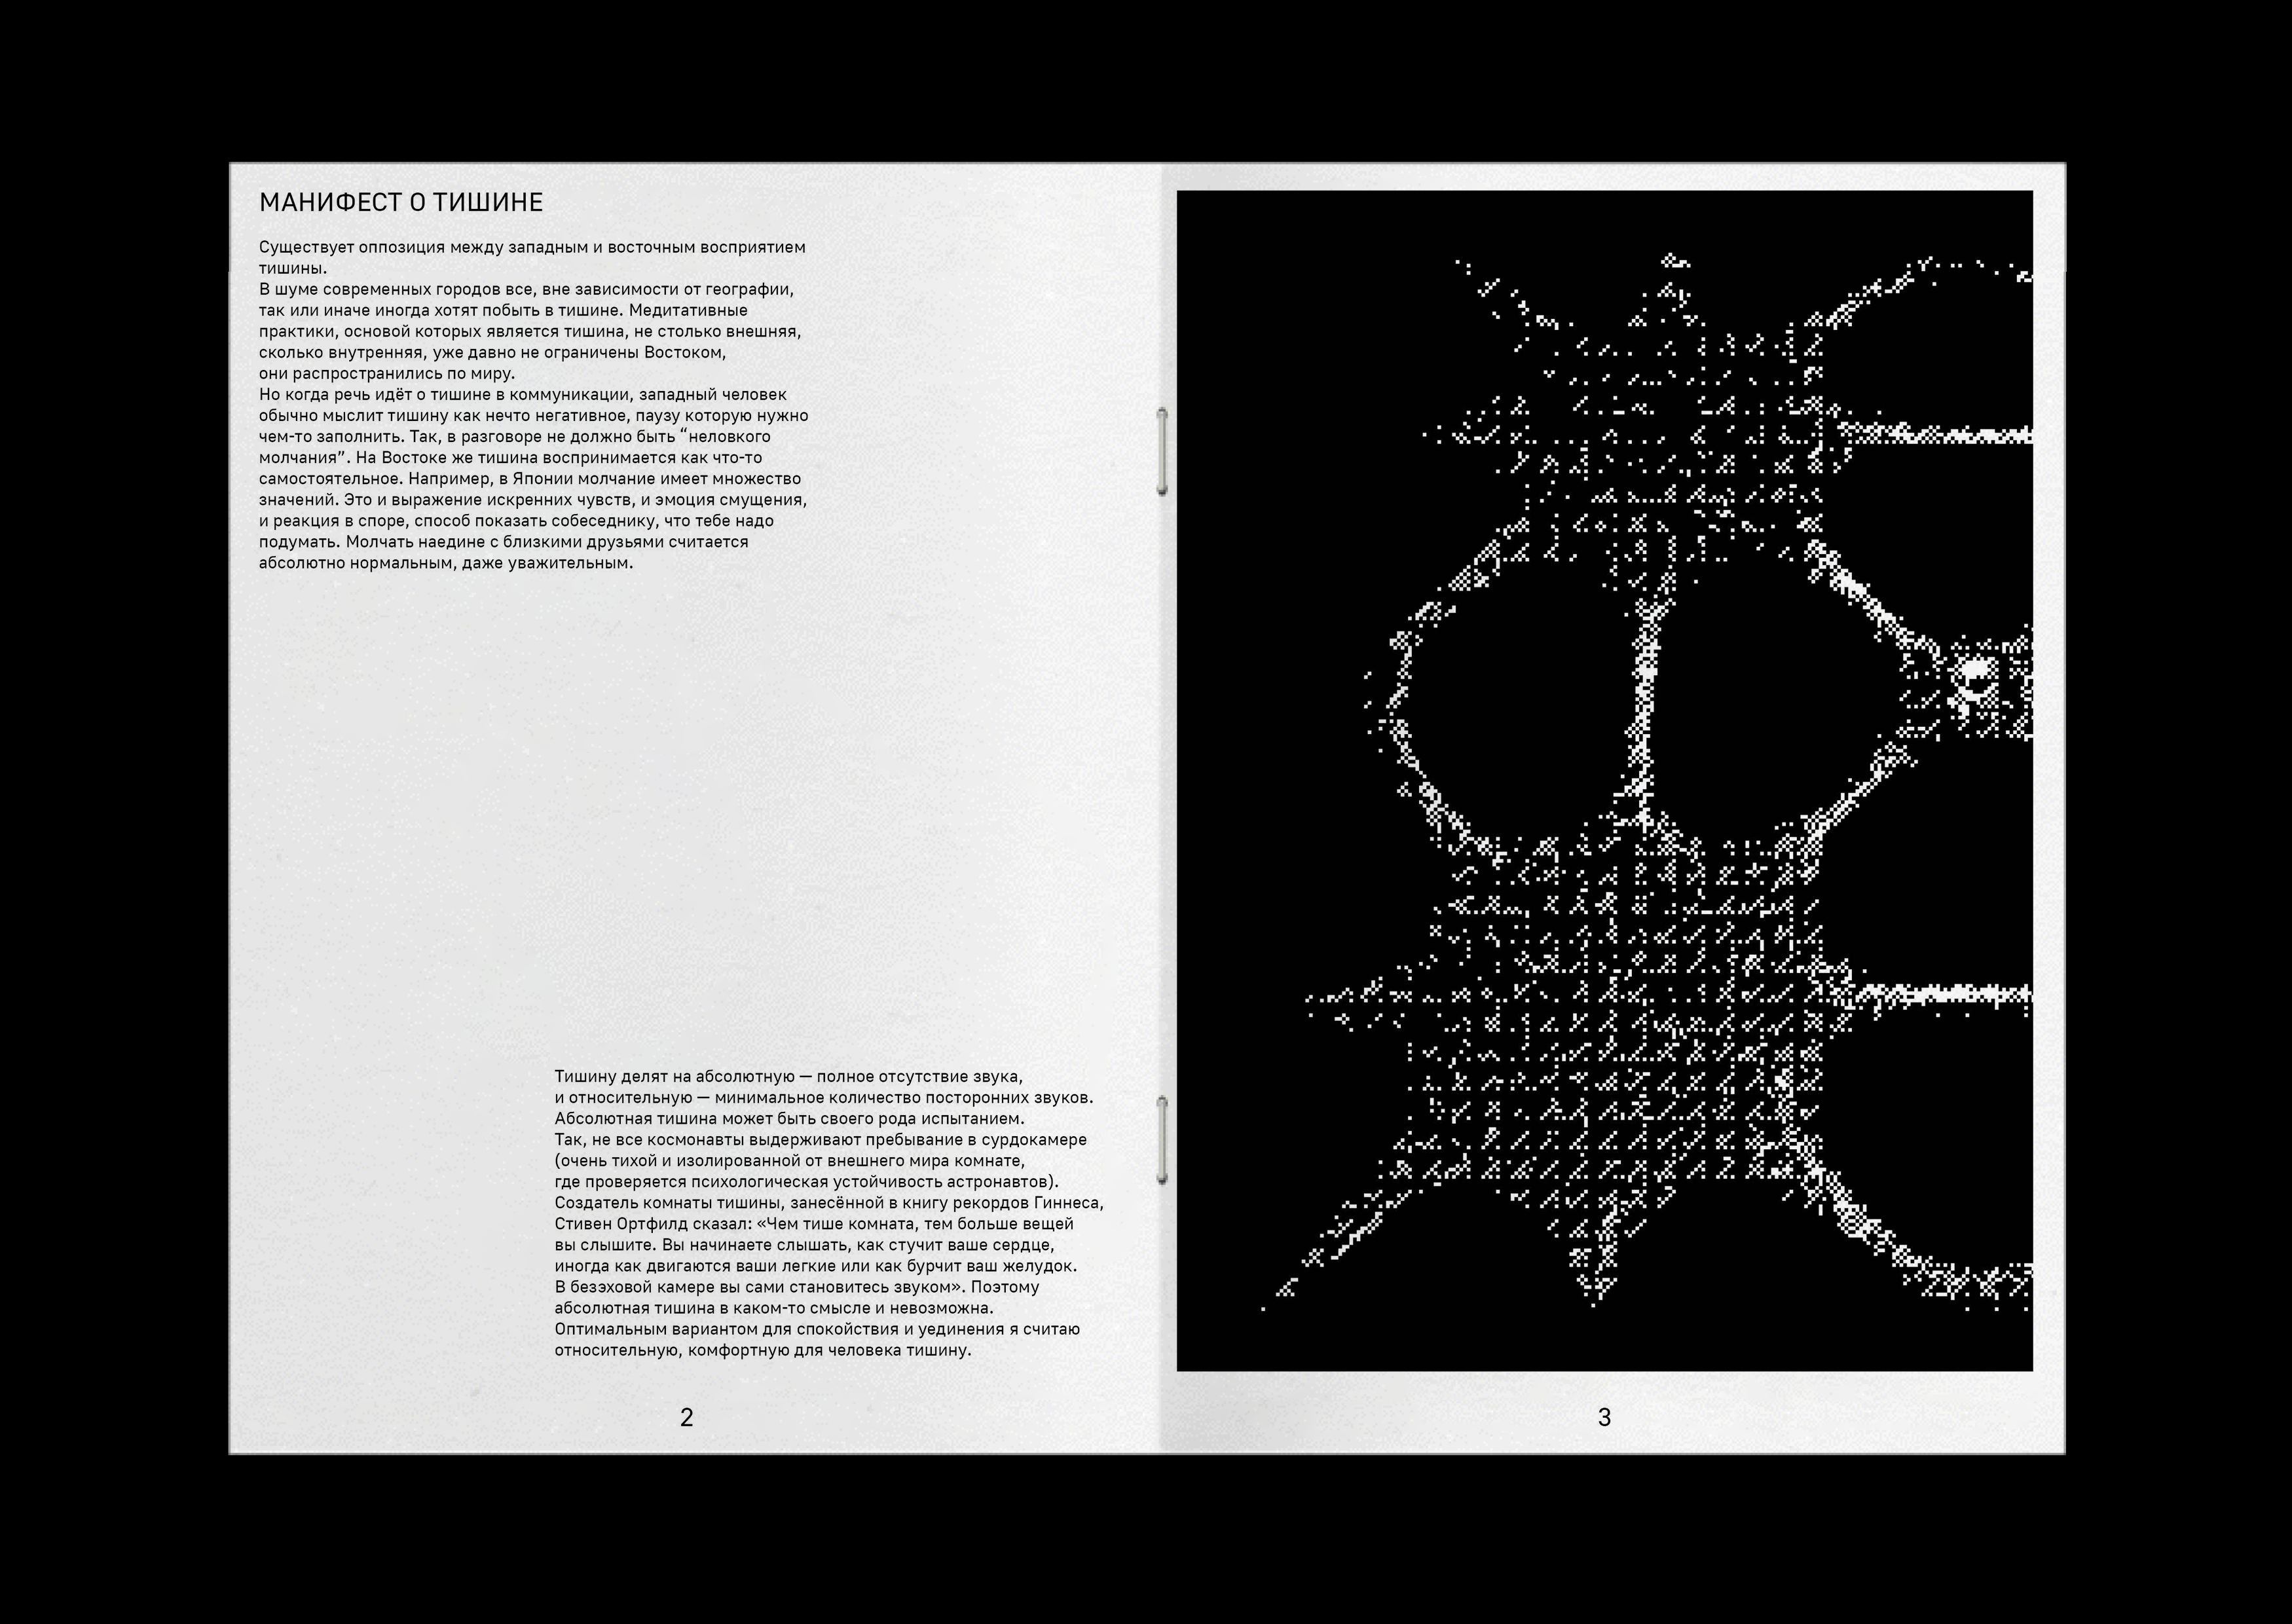 МАНИФЕСТ О ТИШИНЕ
Существует оппозиция между западным и восточным восприятием
тишины.
В шуме современных городов все, вне зависимости от географии,
так или иначе иногда хотят побыть в тишине. Медитативные
практики, основой которых является тишина, не столько внешняя,
сколько внутренняя, уже давно не ограничены Востоком,
они распространились по миру.
Но когда речь идёт о тишине в коммуникации, западный человек
обычно мыслит тишину как нечто негативное, паузу которую нужно
чем-то заполнить. Так, в разговоре не должно быть “неловкого
молчания”. На Востоке же тишина воспринимается как что-то
самостоятельное. Например, в Японии молчание имеет множество
значений. Это и выражение искренних чувств, и эмоция смущения,
и реакция в споре, способ показать собеседнику, что тебе надо
подумать. Молчать наедине с близкими друзьями считается
абсолютно нормальным, даже уважительным.
Тишину делят на абсолютную — полное отсутствие звука,
и относительную — минимальное количество посторонних звуков.
Абсолютная тишина может быть своего рода испытанием.
Так, не все космонавты выдерживают пребывание в сурдокамере
(очень тихой и изолированной от внешнего мира комнате,
где проверяется психологическая устойчивость астронавтов).
Создатель комнаты тишины, занесённой в книгу рекордов Гиннеса,
Стивен Ортфилд сказал: «Чем тише комната, тем больше вещей
вы слышите. Вы начинаете слышать, как стучит ваше сердце,
иногда как двигаются ваши легкие или как бурчит ваш желудок.
В безэховой камере вы сами становитесь звуком». Поэтому
абсолютная тишина в каком-то смысле и невозможна.
Оптимальным вариантом для спокойствия и уединения я считаю
относительную, комфортную для человека тишину.
2
3